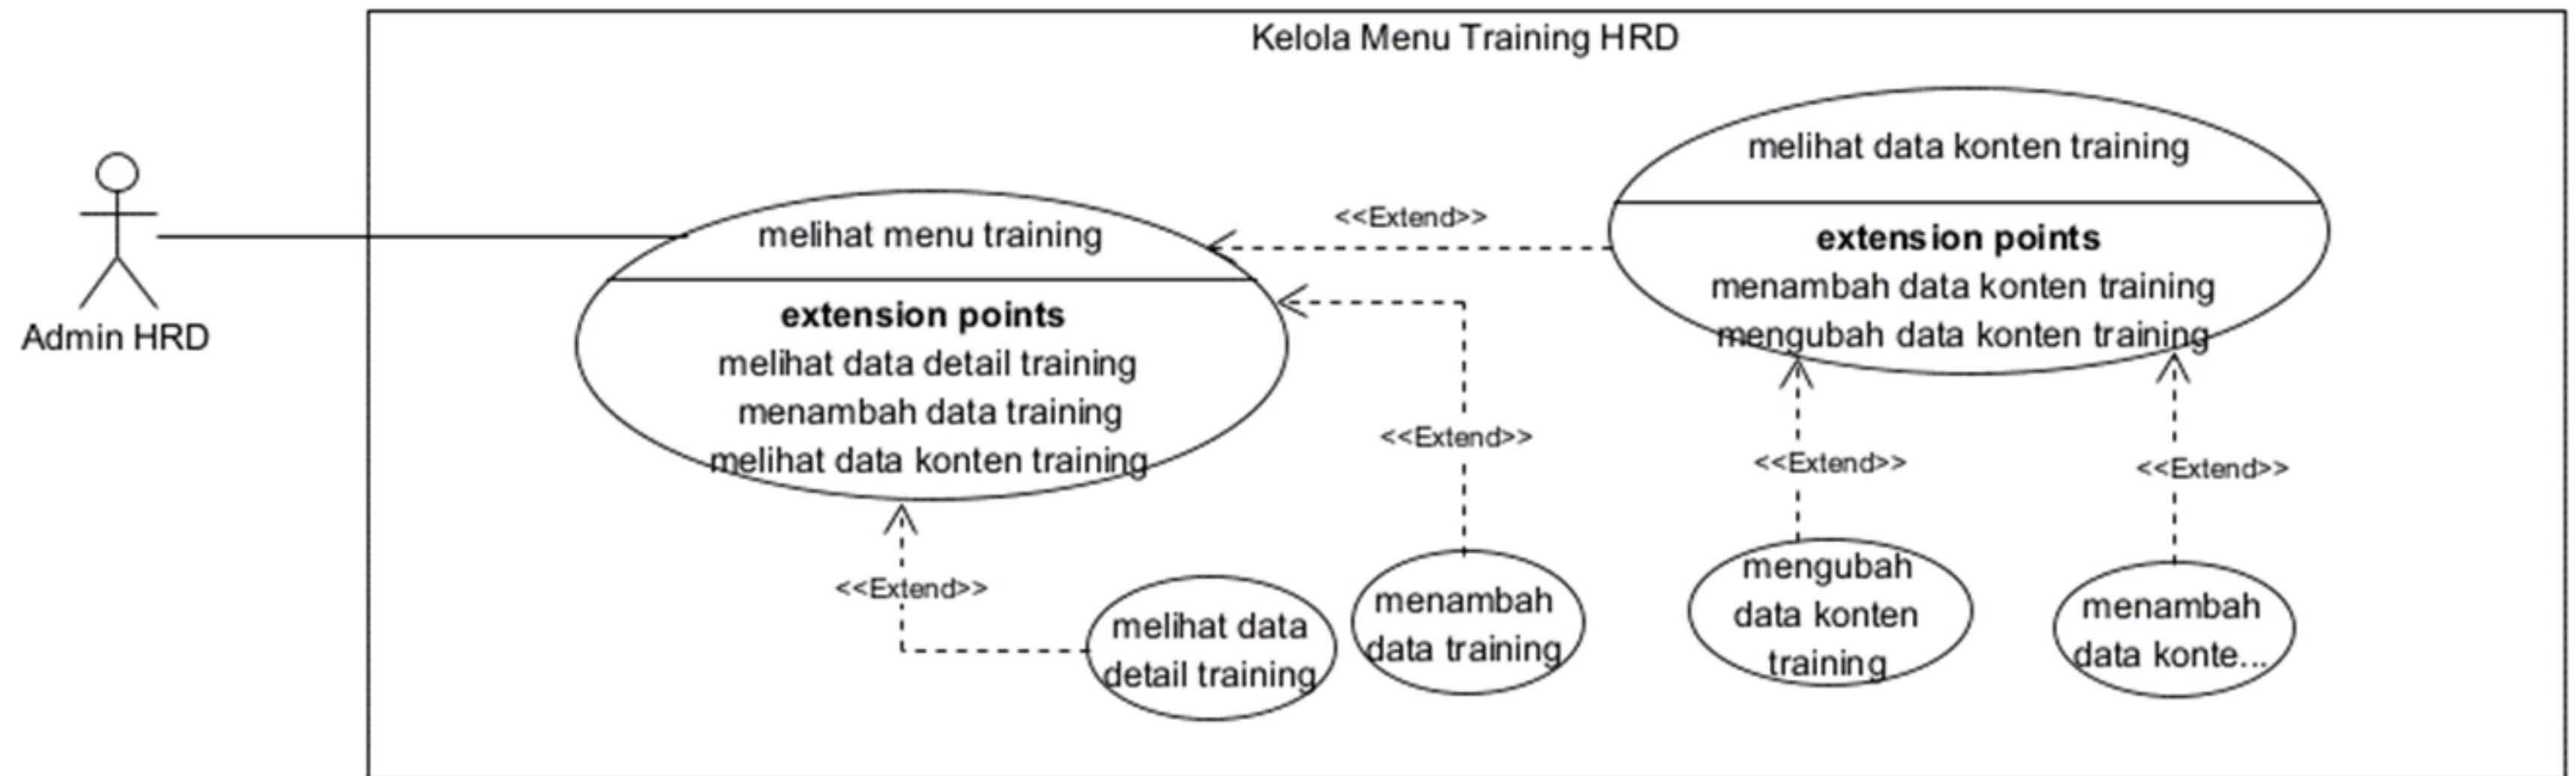 Kelola Menu Training HRD
Admin HRD
melihat menu training
extension points
melihat data detail training
menambah data training
melihat data konten training
<<Extend>>
melihat data konten training
extension points
menambah data konten training
mengubah data konten training
<<Extend>>
<<Extend>>
<<Extend>>
<<Extend>>
melihat data
detail training
menambah
data training
mengubah
data konten
training
menambah
data konte...